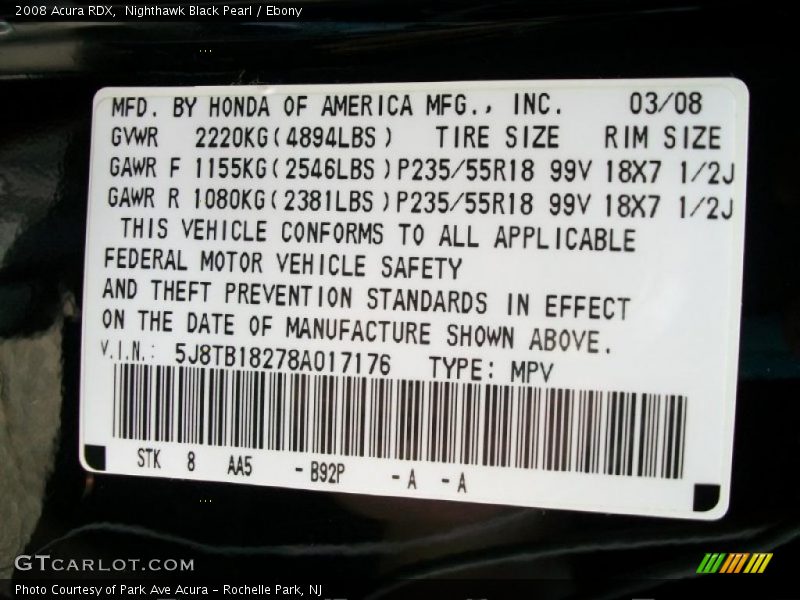 2008 Acura RDX,  Nighthawk Black Pearl / Ebony
MFD. BY HONDA OF AMERICA MFG., INC. 03/08
GVWR 2220KG(4894LBS) TIRE SIZE RIM SIZE
GAWR F 1155KG(2546LBS)P235/55R18 99V 18X7 1/2J
GAWR R 1080KG(2381LBS)P235/55R18 99V 18X7 1/2J
THIS VEHICLE CONFORMS TO ALL APPLICABLE
FEDERAL MOTOR VEHICLE SAFETY
AND THEFT PREVENTION STANDARDS IN EFFECT
ON THE DATE OF MANUFACTURE SHOWN ABOVE.
V.I.N.: 5J8TB18278A017176 TYPE: MPV
STK 8 AA5 -B92P -A -A
GTCARLOT.COM
Photo Courtesy of Park Ave Acura – Rochelle Park, NJ